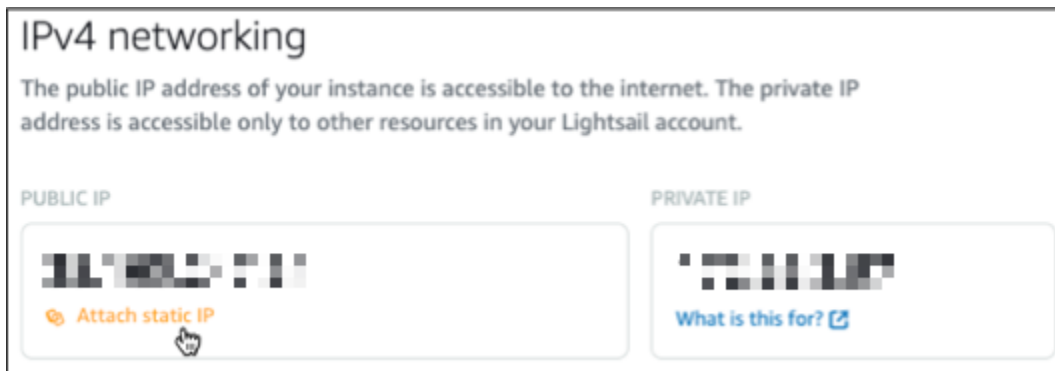 IPv4 networking
The public IP address of your instance is accessible to the internet. The private IP
address is accessible only to other resources in your Lightsail account.
PUBLIC IP
PRIVATE IP
Attach static IP
What is this for?